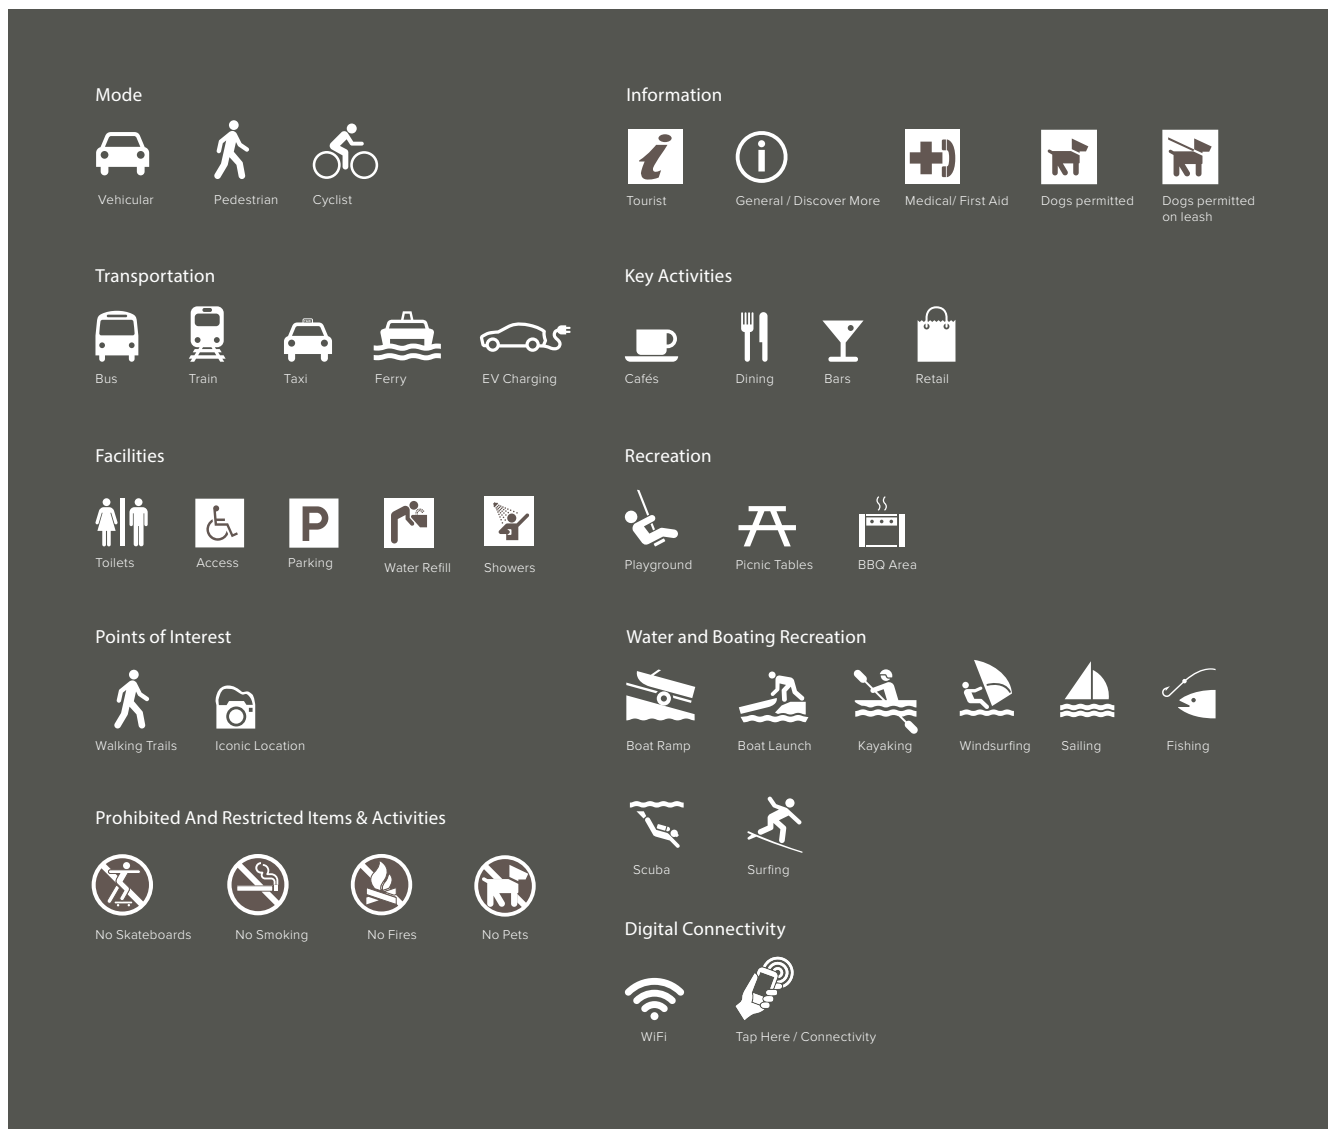 Mode
Vehicular
Pedestrian
Cyclist
Information
Tourist
General / Discover More
Medical/ First Aid
Dogs permitted
Dogs permitted
on leash
Transportation
Bus
Train
Taxi
Ferry
EV Charging
Key Activities
Cafés
Dining
Bars
Retail
Facilities
P
Toilets
Access
Parking
Water Refill
Showers
Recreation
Playground
Picnic Tables
BBQ Area
Points of Interest
Walking Trails
Iconic Location
Water and Boating Recreation
Boat Ramp
Boat Launch
Kayaking
Windsurfing
Sailing
Fishing
Scuba
Surfing
Prohibited And Restricted Items & Activities
No Skateboards
No Smoking
No Fires
No Pets
Digital Connectivity
WiFi
Tap Here / Connectivity